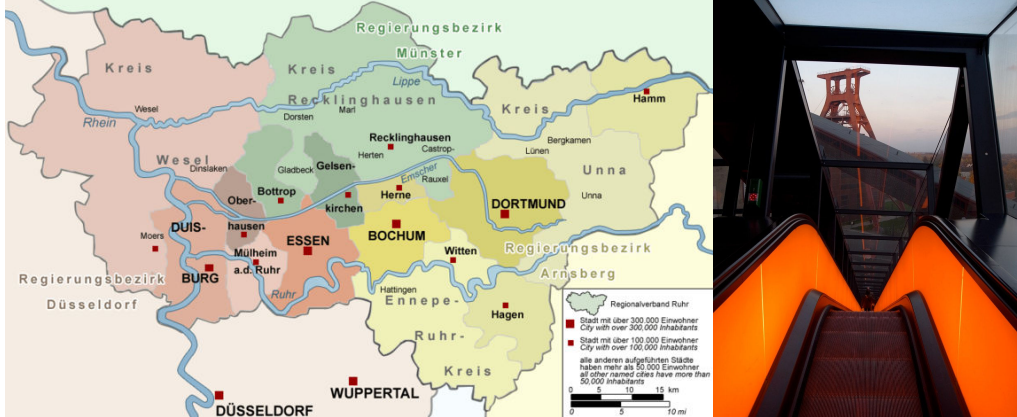 Regierungsbezirk
Münster
Kreis
Kreis
Lippe
Recklinghausen
Hamm
Wesel
Dorsten
Marl
Kreis
Rhein
Recklinghausen
Bergkamen
Castrop-
Lünen
Wesel
Gelsen-
Herten
Dinslaken
Gladbeck
Emscher
Rauxel
Unna
Bottrop
Herne
Unna
Ober-
kirchen
DORTMUND
DUIS-
hausen
ESSEN
BOCHUM
Moers
Mülheim
a.d. Ruhr
Witten
Regierungsbezirk
Arnsberg
Regierungsbezirk
Düsseldorf
BURG
Ruhr
Hattingen
Ennepe-
Hagen
Ruhr-
Kreis
WUPPERTAL
DÜSSELDORF
Regionalverband Ruhr
Stadt mit über 300.000 Einwohner
City with over 300,000 Inhabitants
Stadt mit über 100.000 Einwohner
City with over 100,000 Inhabitants
alle anderen aufgeführten Städte
haben mehr als 50.000 Einwohner
all other named cities have more than
50,000 Inhabitants
0 5 10 15 km
0 5 10 mi